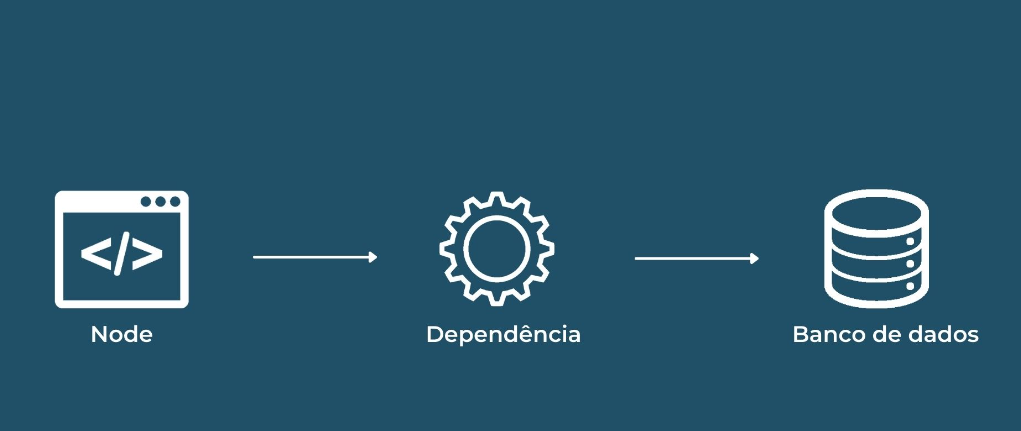 </>
Node
Dependência
Banco de dados